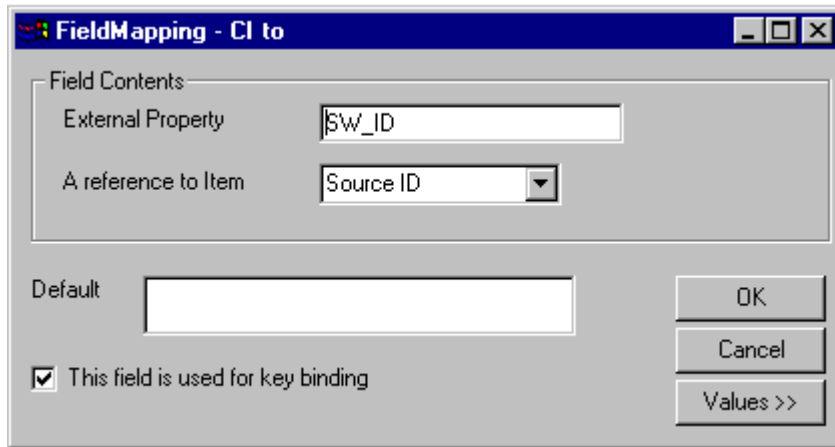 FieldMapping - CI to
Field Contents
External Property
SW_ID
A reference to Item
Source ID
Default
OK
Cancel
This field is used for key binding
Values >>